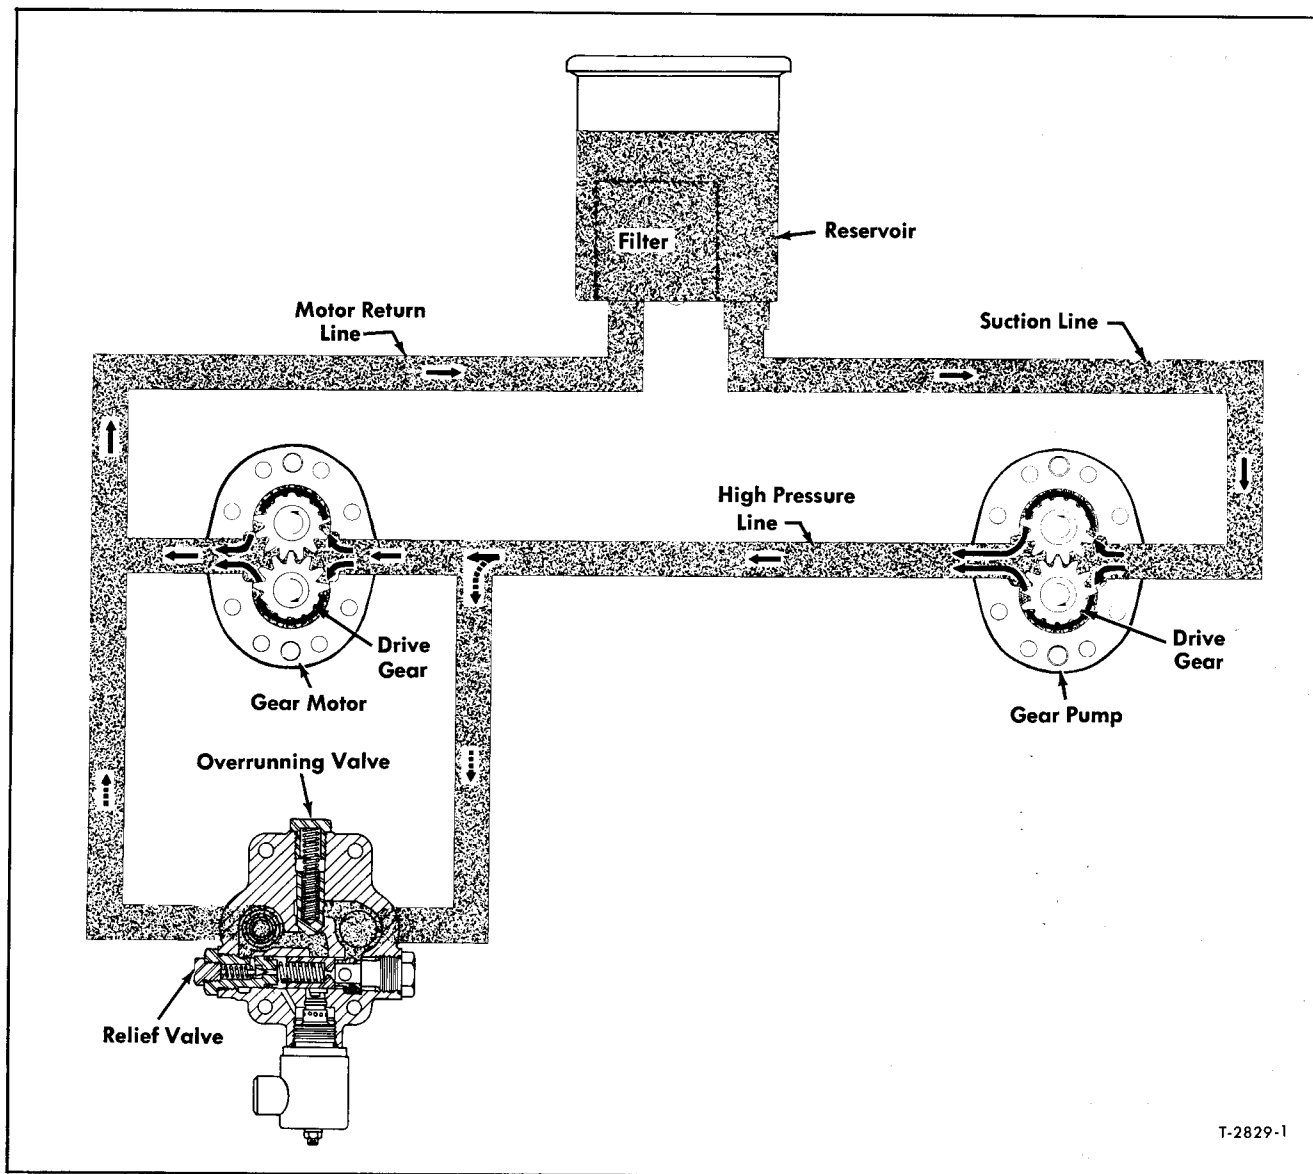 Filter
Reservoir
Motor Return
Line
Suction Line
High Pressure
Line
Drive
Gear
Gear Motor
Drive
Gear
Gear Pump
Overrunning Valve
Relief Valve
T-2829-1